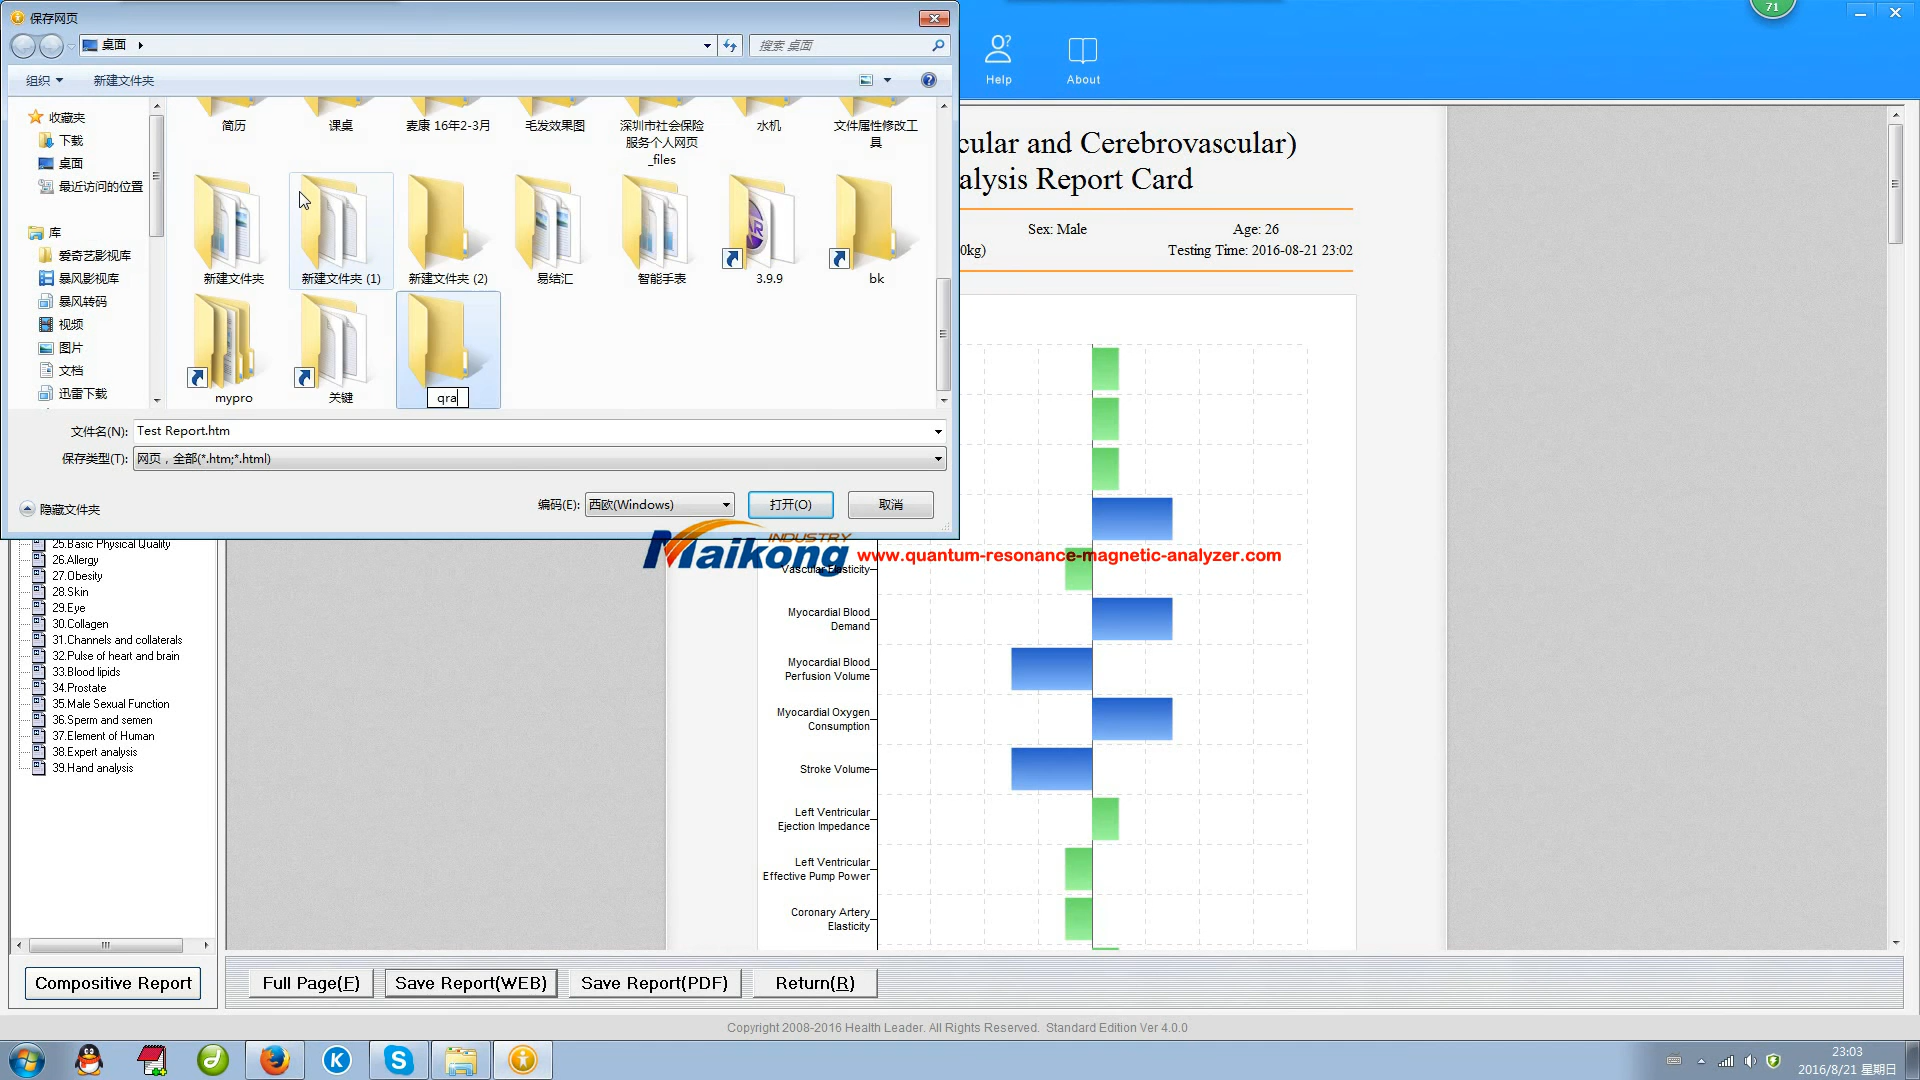 保存网页
桌面
搜索 桌面
组织
新建文件夹
收藏夹
下载
桌面
最近访问的位置
库
爱奇艺影视库
暴风影视库
暴风转码
视频
图片
文档
迅雷下载
简历
课桌
麦康 16年2-3月
毛发效果图
深圳市社会保险
服务个人网页
_files
水机
文件属性修改工
具
新建文件夹
新建文件夹 (1)
新建文件夹 (2)
易结汇
智能手表
3.9.9
bk
mypro
关键
qra
文件名(N):
Test Report.htm
保存类型(T):
网页，全部(*.htm;*.html)
隐藏文件夹
编码(E):
西欧(Windows)
打开(O)
取消
71
Help
About
cular and Cerebrovascular)
alysis Report Card
Sex: Male
Age: 26
0kg)
Testing Time: 2016-08-21 23:02
Maikong
INDUSTRY
www.quantum-resonance-magnetic-analyzer.com
Vascular Elasticity
Myocardial Blood
Demand
Myocardial Blood
Perfusion Volume
Myocardial Oxygen
Consumption
Stroke Volume
Left Ventricular
Ejection Impedance
Left Ventricular
Effective Pump Power
Coronary Artery
Elasticity
25.Basic Physical Quality
26.Allergy
27.Obesity
28.Skin
29.Eye
30.Collagen
31.Channels and collaterals
32.Pulse of heart and brain
33.Blood lipids
34.Prostate
35.Male Sexual Function
36.Sperm and semen
37.Element of Human
38.Expert analysis
39.Hand analysis
Compositive Report
Full Page(F)
Save Report(WEB)
Save Report(PDF)
Return(R)
Copyright 2008-2016 Health Leader. All Rights Reserved. Standard Edition Ver 4.0.0
23:03
2016/8/21 星期日